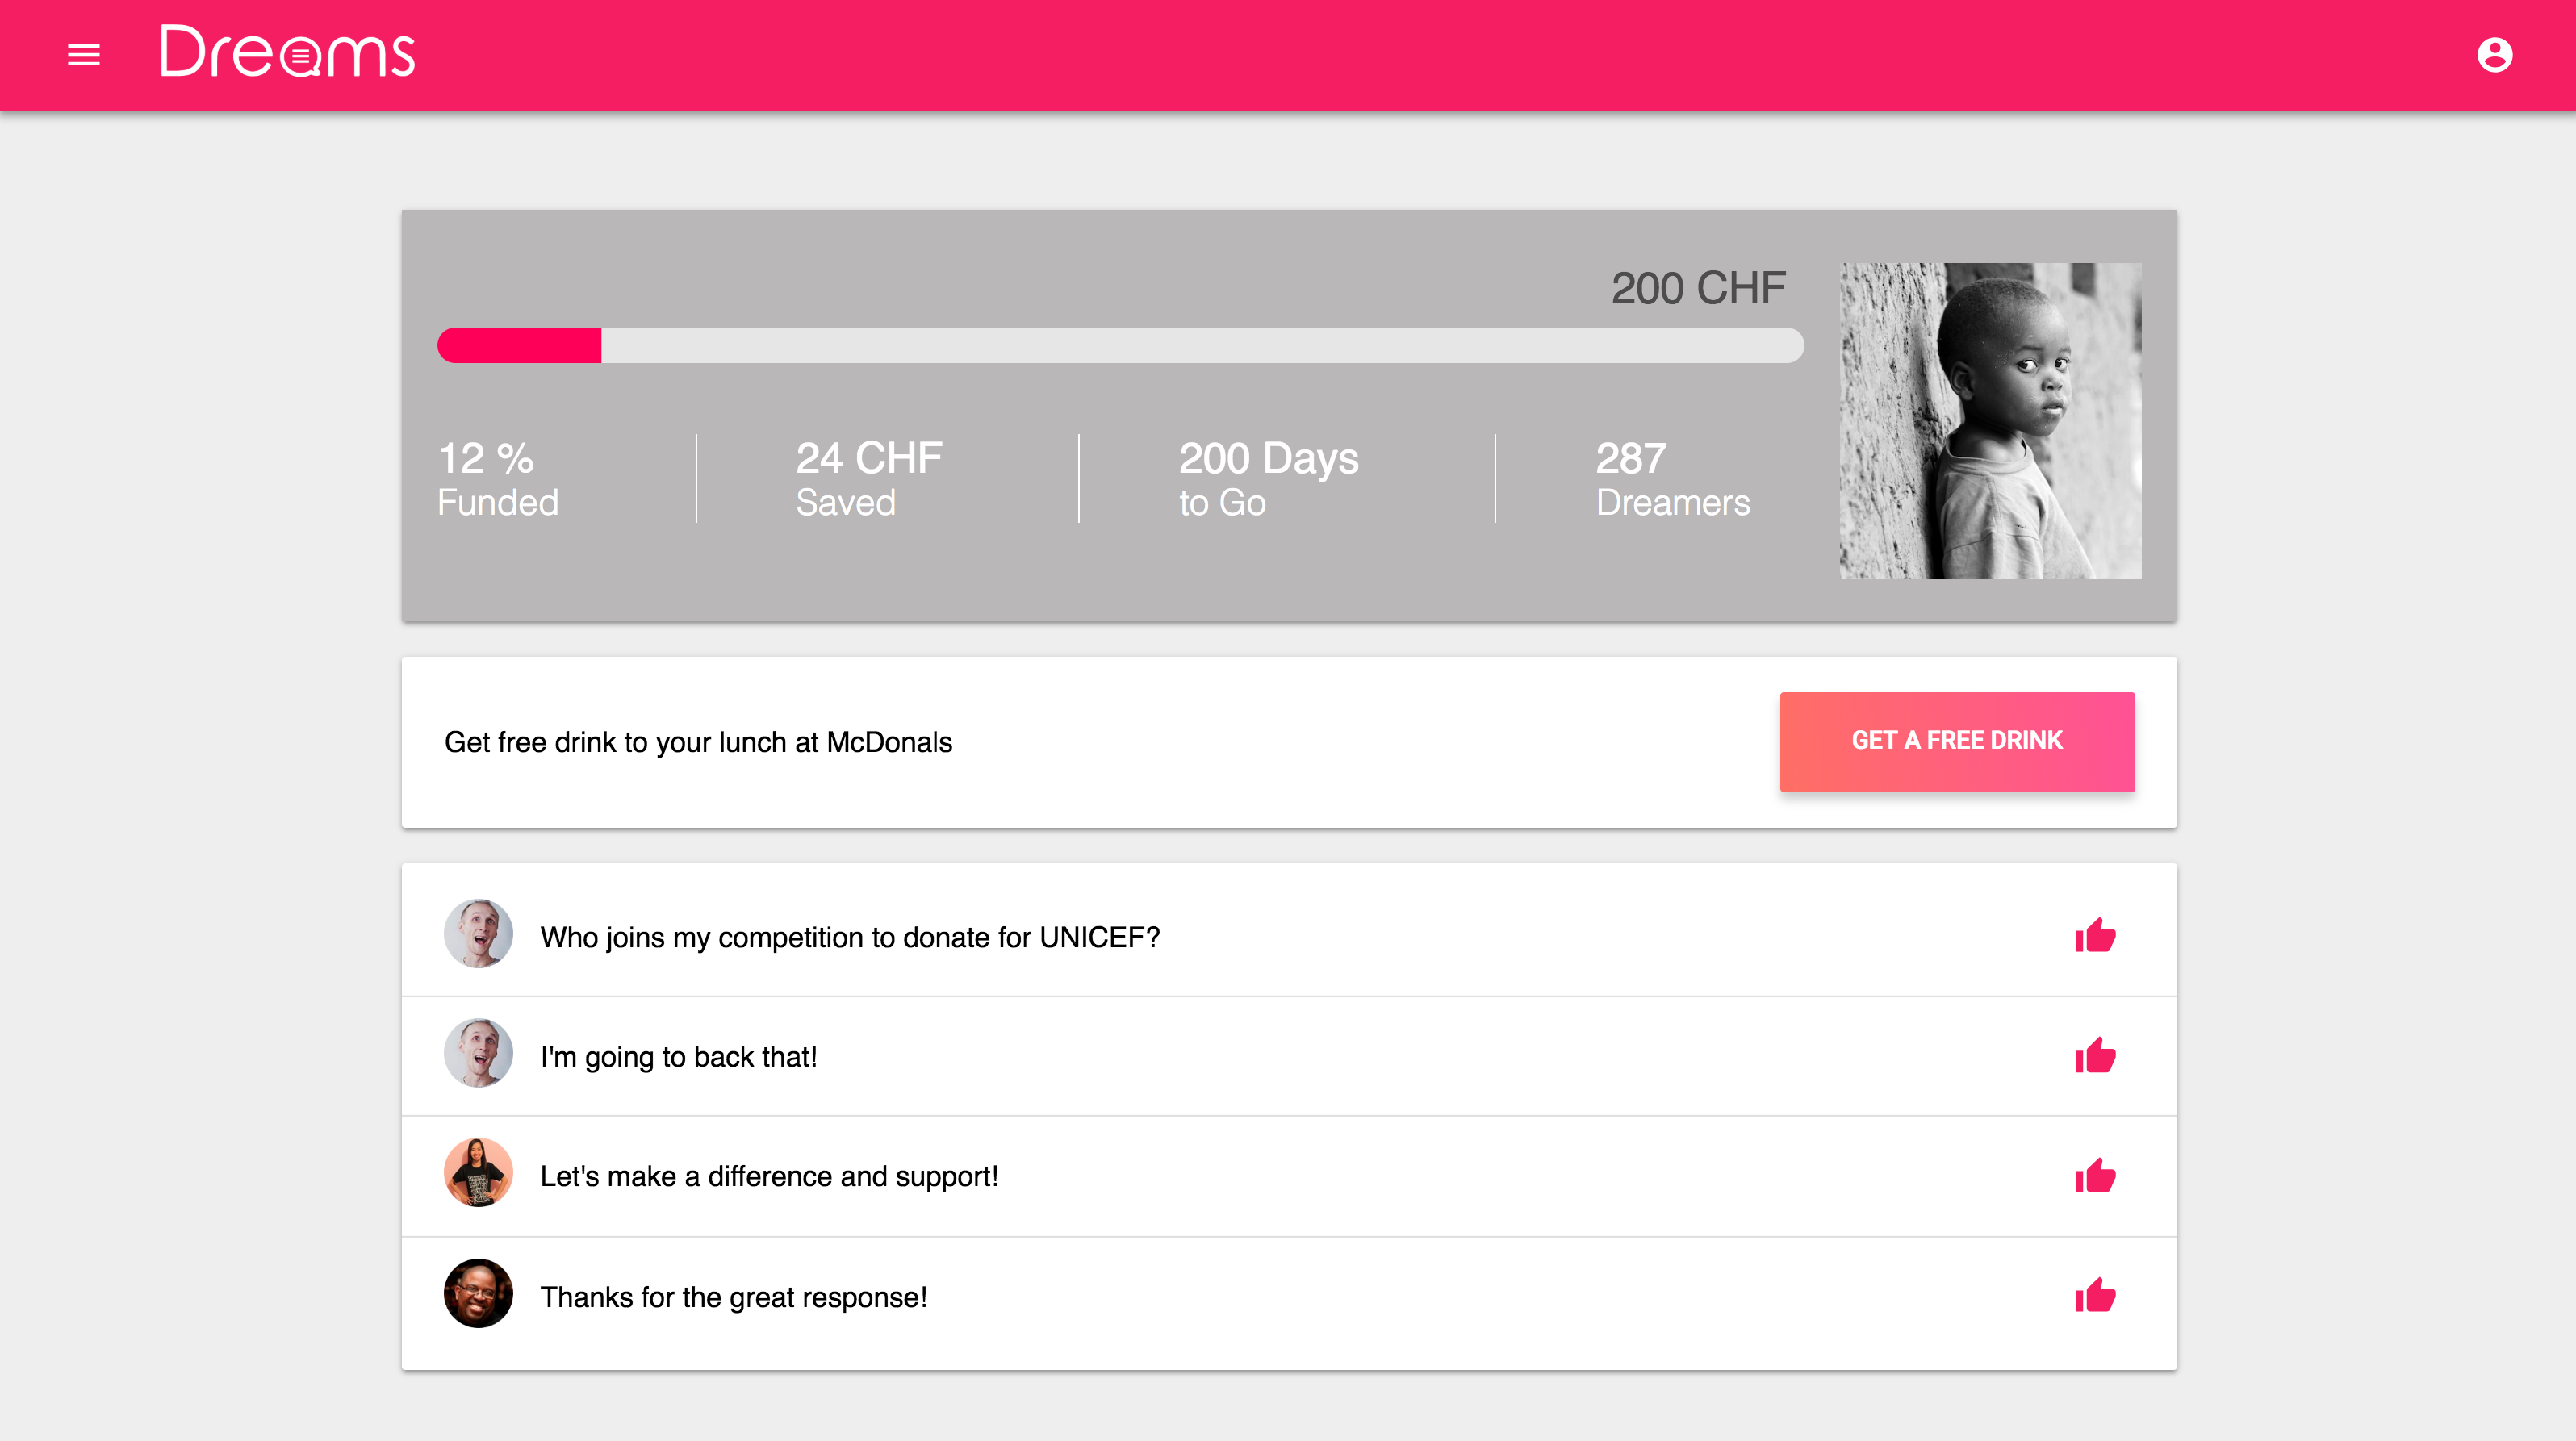 Dreams
200 CHF
12 %
Funded
24 CHF
Saved
200 Days
to Go
287
Dreamers
Get free drink to your lunch at McDonals
GET A FREE DRINK
Who joins my competition to donate for UNICEF?
I'm going to back that!
Let's make a difference and support!
Thanks for the great response!